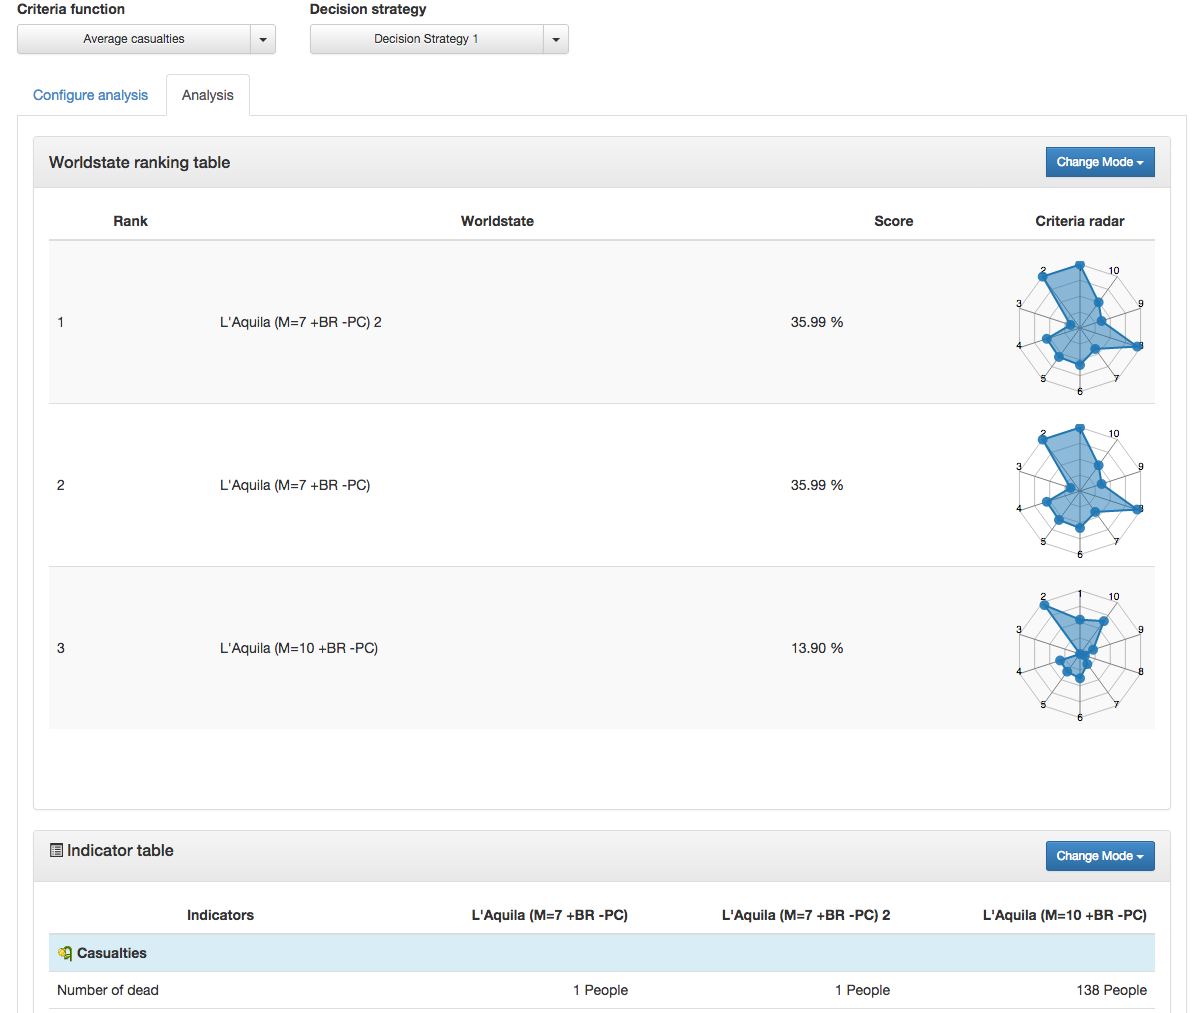 Criteria function Decision strategy
Average casualties Decision Strategy 1
Configure analysis Analysis
Worldstate ranking table Change Mode
Rank Worldstate Score Criteria radar
1 L'Aquila (M=7 +BR -PC) 2 35.99 %
2 10
3 9
4
5 7
6
2 L'Aquila (M=7 +BR -PC) 35.99 %
2 10
3 9
4
5 7
6
3 L'Aquila (M=10 +BR -PC) 13.90 %
2 1 10
3 9
4 8
5 7
6
Indicator table Change Mode
Indicators L'Aquila (M=7 +BR -PC) L'Aquila (M=7 +BR -PC) 2 L'Aquila (M=10 +BR -PC)
Casualties
Number of dead 1 People 1 People 138 People